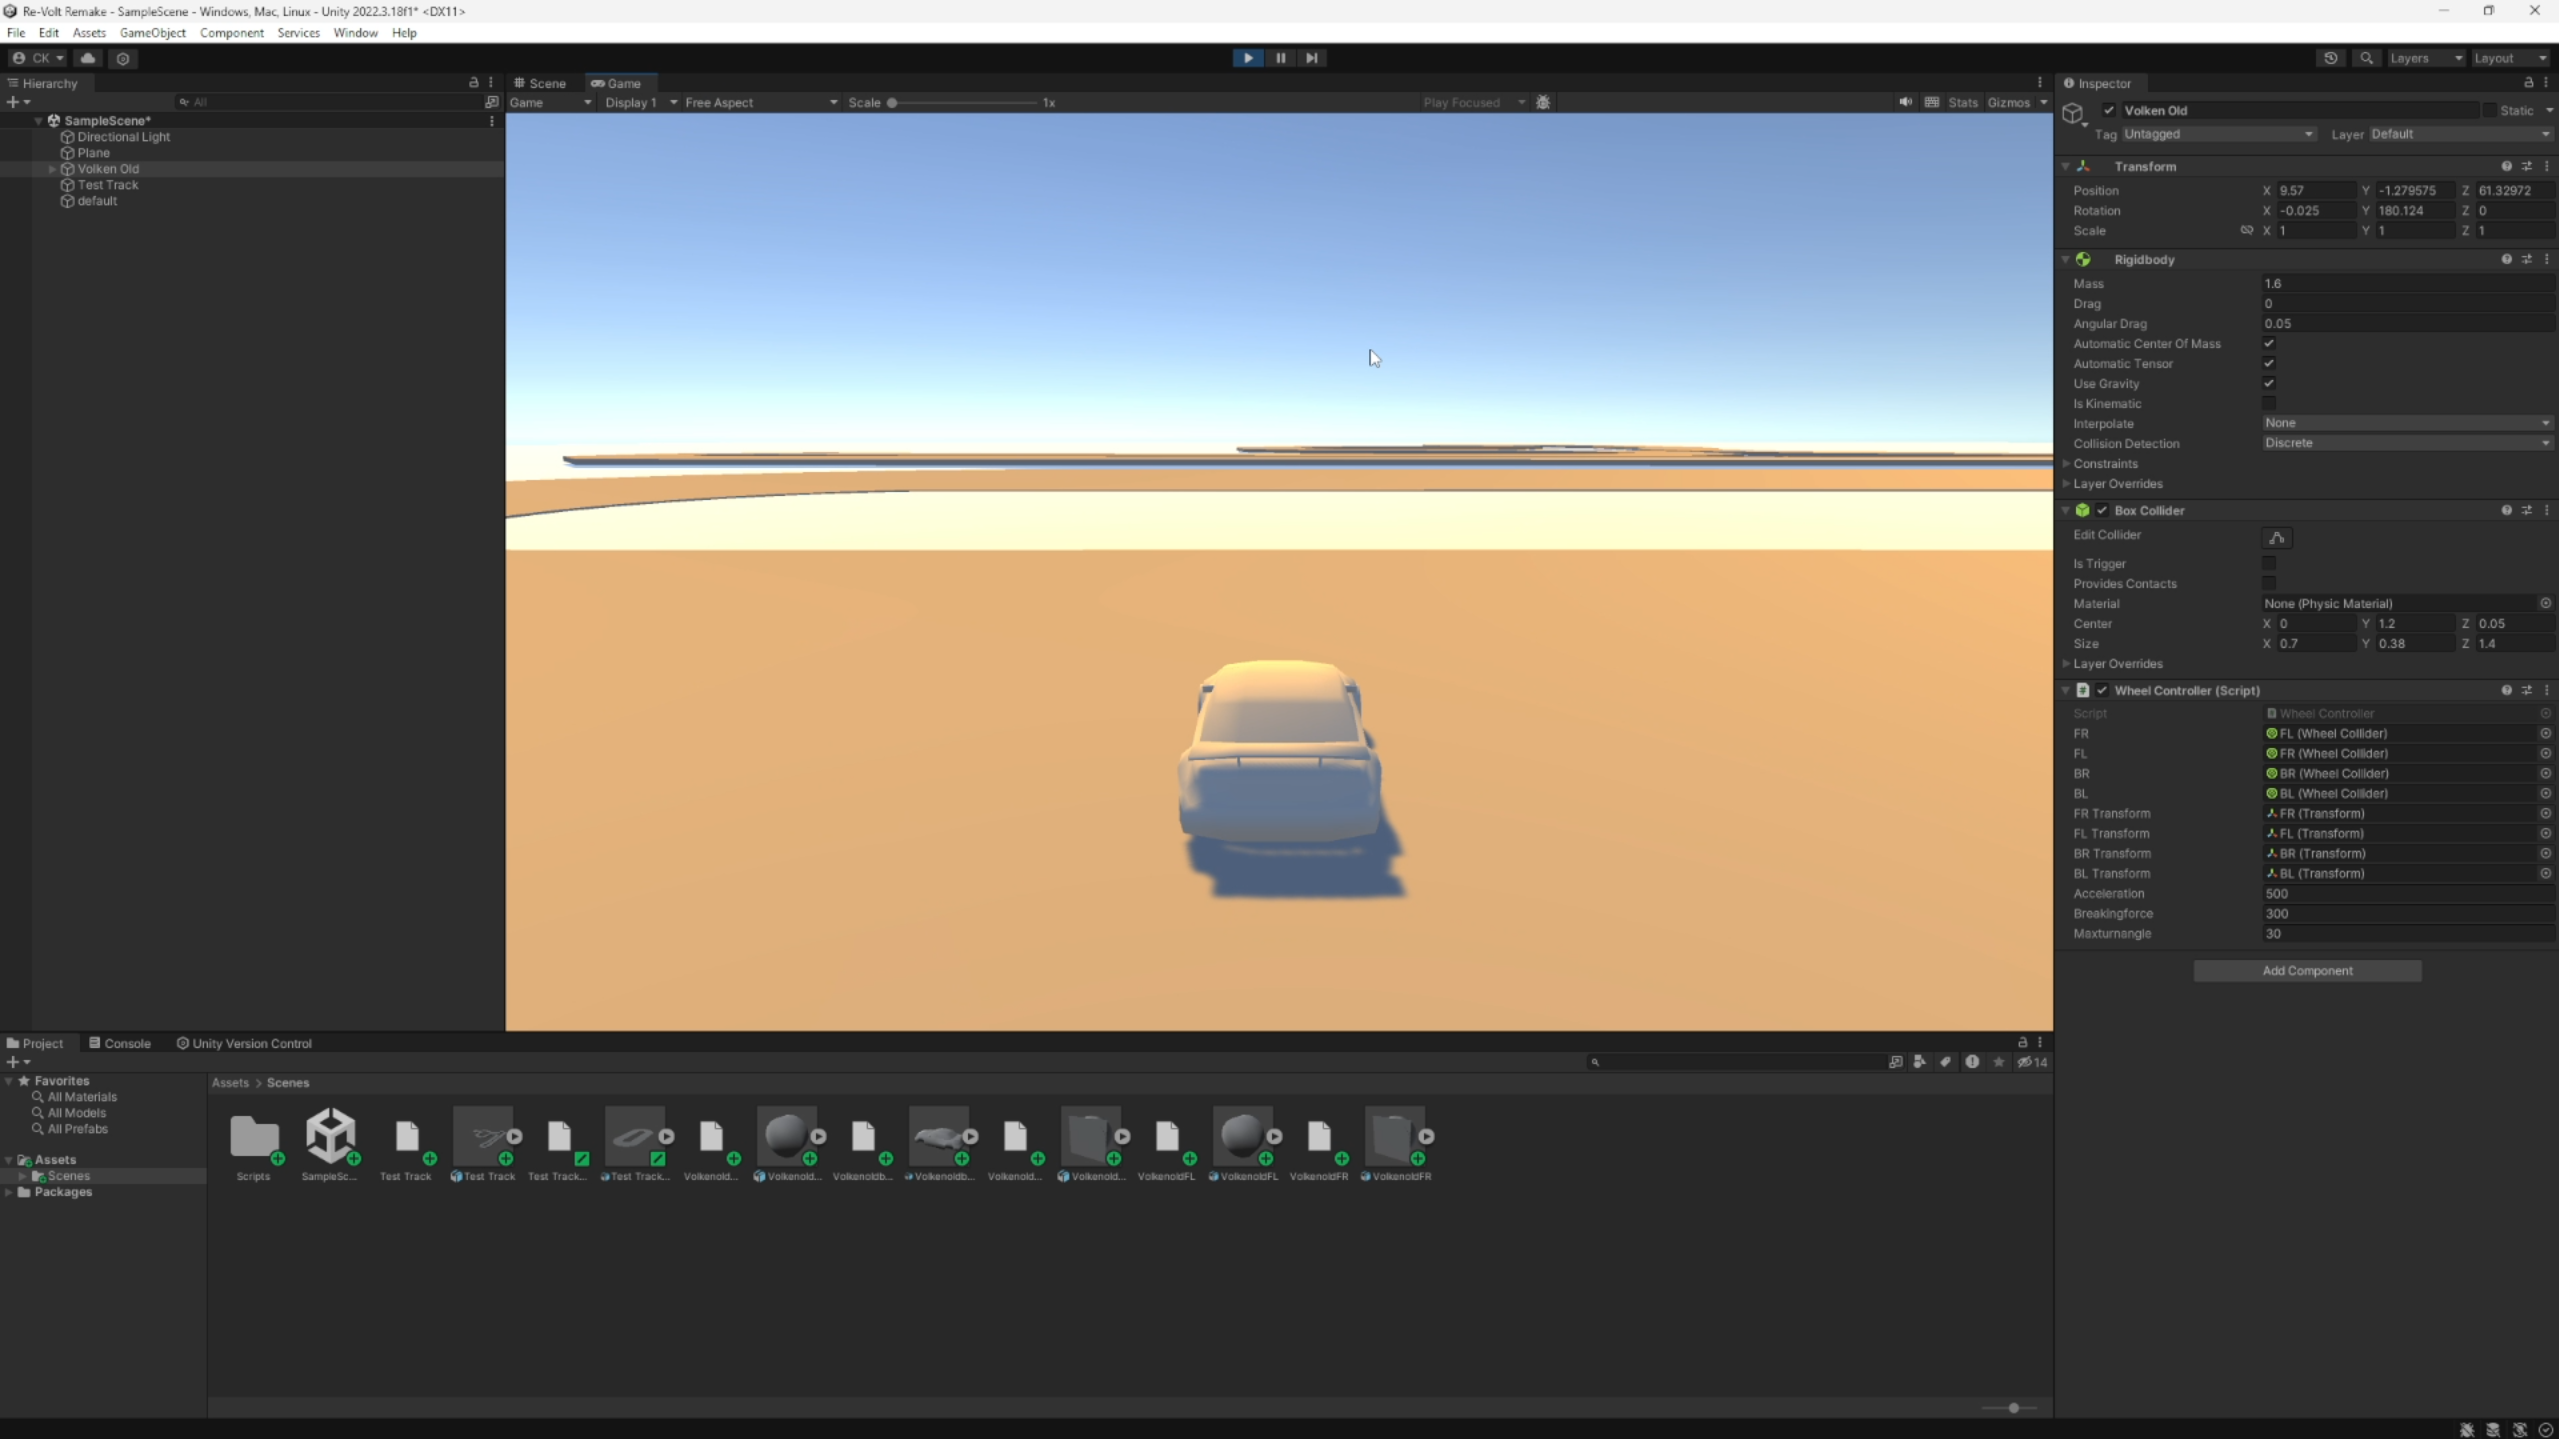 Re-Volt Remake - SampleScene - Windows, Mac, Linux - Unity 2022.3.18f1* <DX11>
File Edit Assets GameObject Component Services Window Help
CK
Layers Layout
Hierarchy
All
SampleScene*
Directional Light
Plane
Volken Old
Test Track
default
Scene Game
Game Display 1 Free Aspect Scale 1x Play Focused Stats Gizmos
Inspector
Volken Old Static
Tag Untagged Layer Default
Transform
Position X 9.57 Y -1.279575 Z 61.32972
Rotation X -0.025 Y 180.124 Z 0
Scale X 1 Y 1 Z 1
Rigidbody
Mass 1.6
Drag 0
Angular Drag 0.05
Automatic Center Of Mass
Automatic Tensor
Use Gravity
Is Kinematic
Interpolate None
Collision Detection Discrete
Constraints
Layer Overrides
Box Collider
Edit Collider
Is Trigger
Provides Contacts
Material None (Physic Material)
Center X 0 Y 1.2 Z 0.05
Size X 0.7 Y 0.38 Z 1.4
Layer Overrides
Wheel Controller (Script)
Script Wheel Controller
FR FL (Wheel Collider)
FL FR (Wheel Collider)
BR BR (Wheel Collider)
BL BL (Wheel Collider)
FR Transform FR (Transform)
FL Transform FL (Transform)
BR Transform BR (Transform)
BL Transform BL (Transform)
Acceleration 500
Breakingforce 300
Maxturnangle 30
Add Component
Project Console Unity Version Control
14
Favorites
All Materials
All Models
All Prefabs
Assets
Scenes
Packages
Assets > Scenes
Scripts SampleSc... Test Track Test Track Test Track... Test Track... Volkenold... Volkenold... Volkenoldb... Volkenoldb... Volkenold... Volkenold... VolkenoldFL VolkenoldFL VolkenoldFR VolkenoldFR